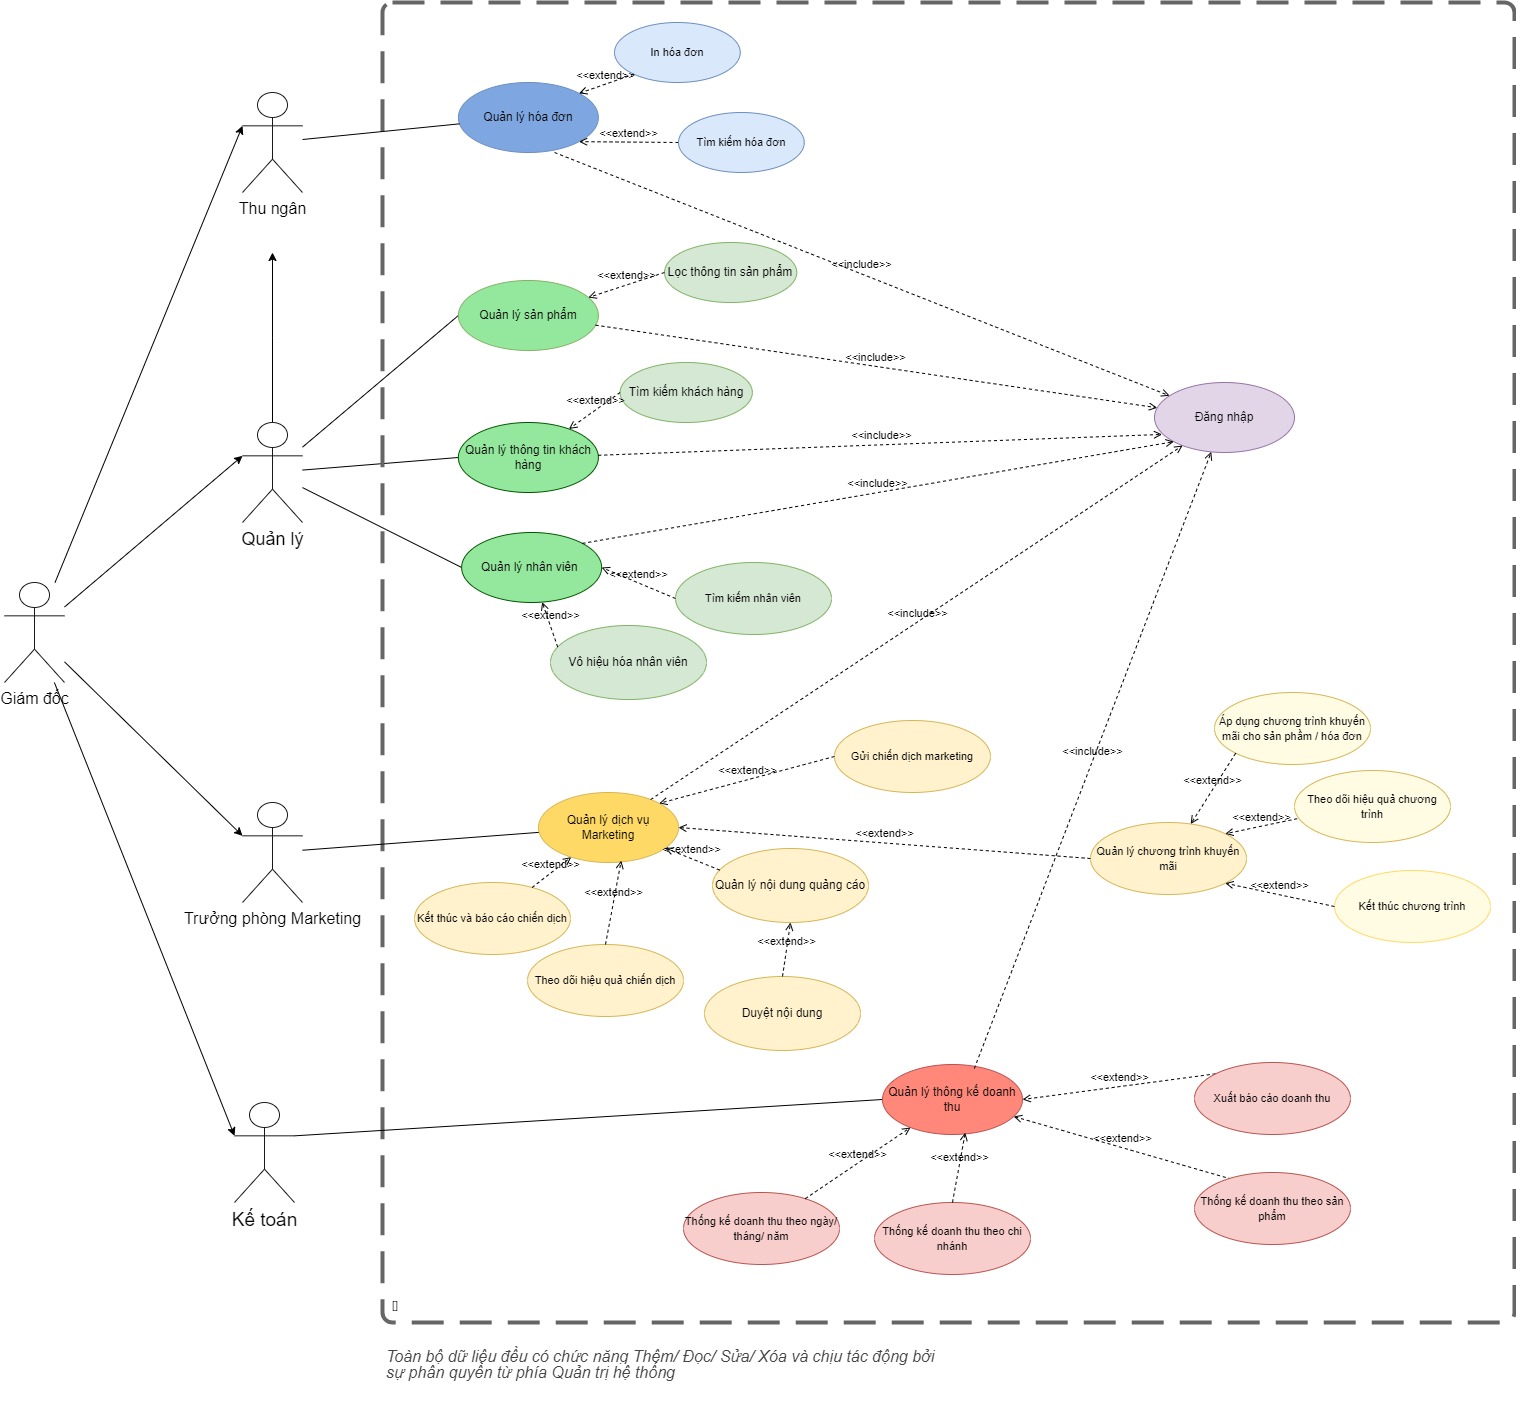 In hóa đơn
<<extend>>
Quản lý hóa đơn
<<extend>>
Tìm kiếm hóa đơn
Thu ngân
<<include>>
Lọc thông tin sản phẩm
<<extend>>
Quản lý sản phẩm
<<include>>
Tìm kiếm khách hàng
<<extend>>
Đăng nhập
Quản lý thông tin khách
hàng
<<include>>
<<include>>
Quản lý
Quản lý nhân viên
<<extend>>
Tìm kiếm nhân viên
<<extend>>
<<include>>
Vô hiệu hóa nhân viên
Giám đốc
Áp dụng chương trình khuyến
mãi cho sản phẩm / hóa đơn
<<include>>
Gửi chiến dịch marketing
<<extend>>
<<extend>>
Theo dõi hiệu quả chương
trình
<<extend>>
Quản lý dịch vụ
Marketing
<<extend>>
<<extend>>
Quản lý chương trình khuyến
mãi
<<extend>>
<<extend>>
Quản lý nội dung quảng cáo
<<extend>>
Kết thúc chương trình
<<extend>>
Kết thúc và báo cáo chiến dịch
Trưởng phòng Marketing
<<extend>>
Theo dõi hiệu quả chiến dịch
Duyệt nội dung
Quản lý thông kế doanh
thu
<<extend>>
Xuất báo cáo doanh thu
<<extend>>
<<extend>>
<<extend>>
Kế toán
Thống kế doanh thu theo ngày/
tháng/ năm
Thống kế doanh thu theo chi
nhánh
Thống kế doanh thu theo sản
phẩm
Toàn bộ dữ liệu đều có chức năng Thêm/ Đọc/ Sửa/ Xóa và chịu tác động bởi
sự phân quyền từ phía Quản trị hệ thống